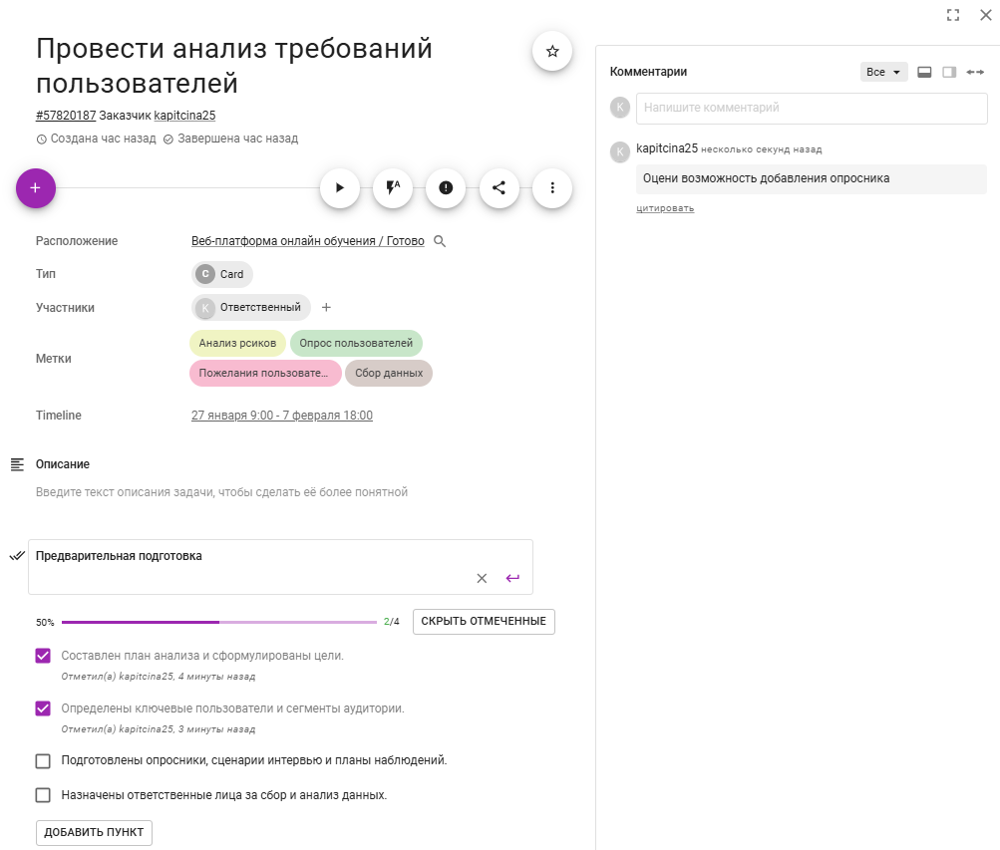 Провести анализ требований
пользователей
#57820187 Заказчик kapitcina25
Создана час назад Завершена час назад
Расположение
Веб-платформа онлайн обучения / Готово
Тип
C Card
Участники
K Ответственный
Метки
Анализ рсиков Опрос пользователей
Пожелания пользовате... Сбор данных
Timeline
27 января 9:00 - 7 февраля 18:00
Описание
Введите текст описания задачи, чтобы сделать её более понятной
Предварительная подготовка
50%
2/4
СКРЫТЬ ОТМЕЧЕННЫЕ
Составлен план анализа и сформулированы цели.
Отметил(а) kapitcina25, 4 минуты назад
Определены ключевые пользователи и сегменты аудитории.
Отметил(а) kapitcina25, 3 минуты назад
Подготовлены опросники, сценарии интервью и планы наблюдений.
Назначены ответственные лица за сбор и анализ данных.
ДОБАВИТЬ ПУНКТ
Комментарии
Все
K
Напишите комментарий
K
kapitcina25 несколько секунд назад
Оцени возможность добавления опросника
цитировать